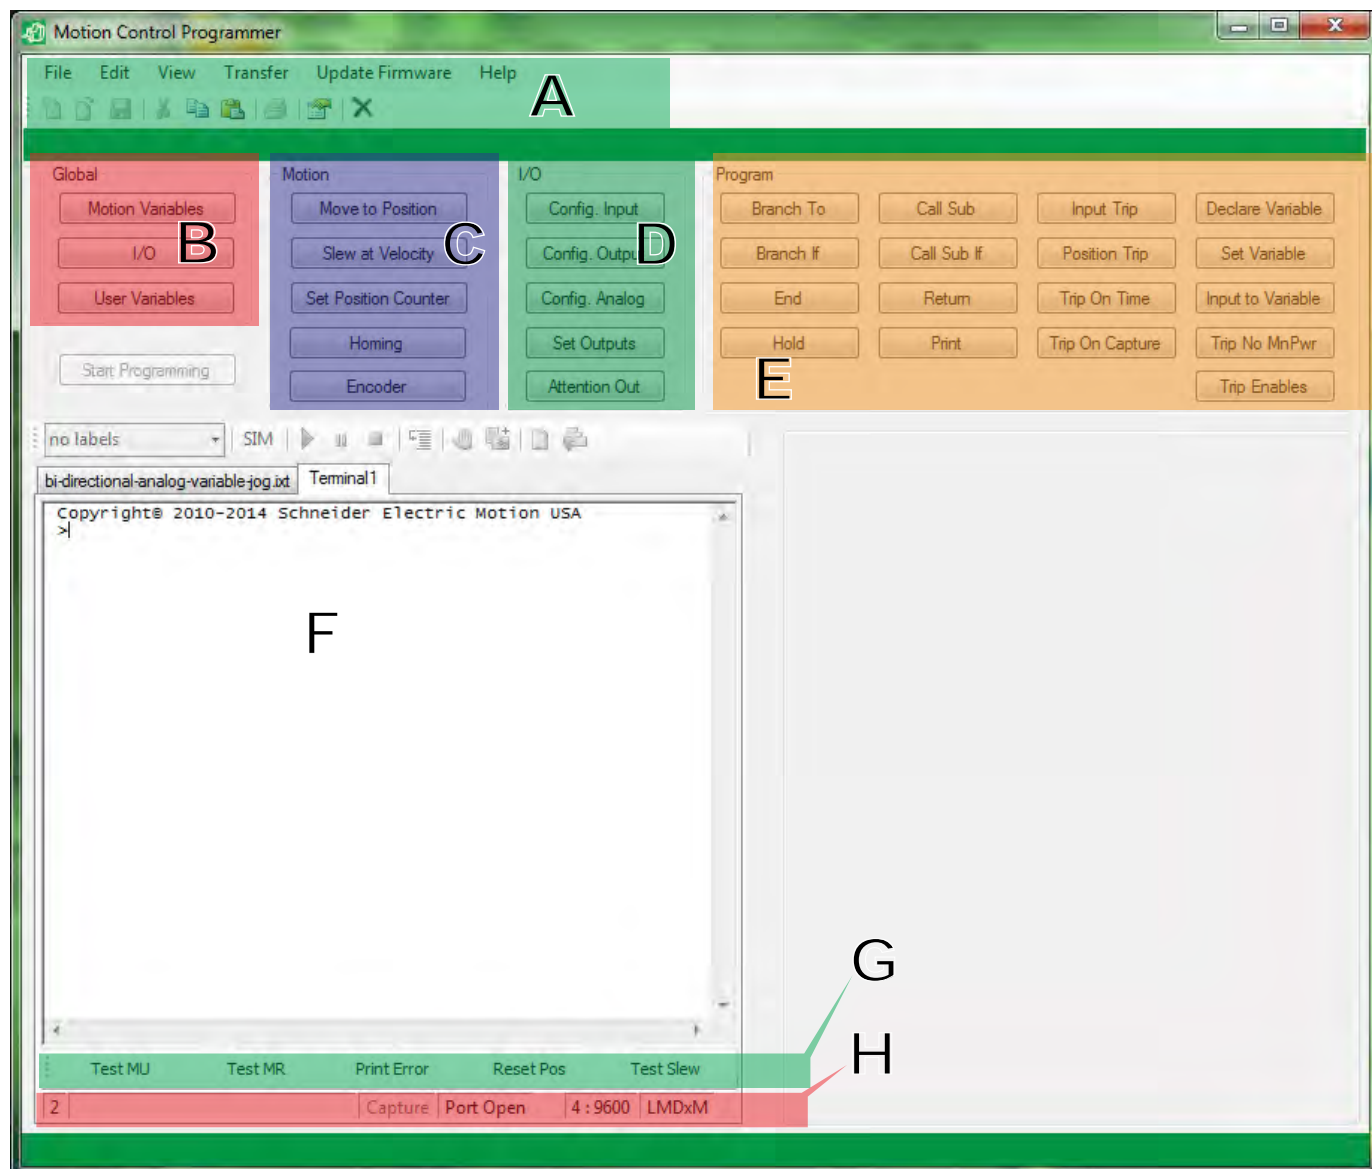 Motion Control Programmer
File Edit View Transfer Update Firmware Help
A
Global
Motion Variables
I/O
User Variables
B
Start Programming
Motion
Move to Position
Slew at Velocity
Set Position Counter
Homing
Encoder
C
I/O
Config. Input
Config. Output
Config. Analog
Set Outputs
Attention Out
D
Program
Branch To Call Sub Input Trip Declare Variable
Branch If Call Sub If Position Trip Set Variable
End Return Trip On Time Input to Variable
Hold Print Trip On Capture Trip No MnPwr
Trip Enables
E
no labels SIM
bi-directional-analog-variable-jog.ixt Terminal1
Copyright© 2010-2014 Schneider Electric Motion USA
>
F
G
H
Test MU Test MR Print Error Reset Pos Test Slew
2 Capture Port Open 4 : 9600 LMDxM